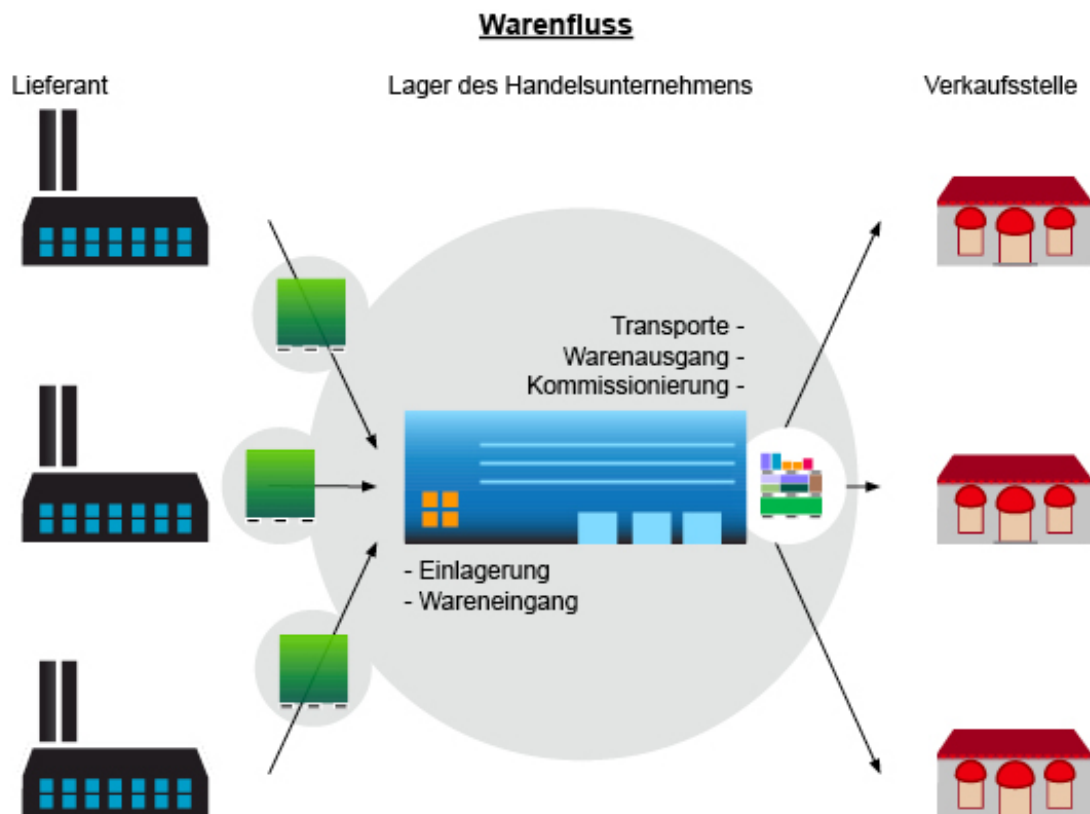 Warenfluss
Lieferant
Lager des Handelsunternehmens
Verkaufsstelle
Transporte -
Warenausgang -
Kommissionierung -
- Einlagerung
- Wareneingang